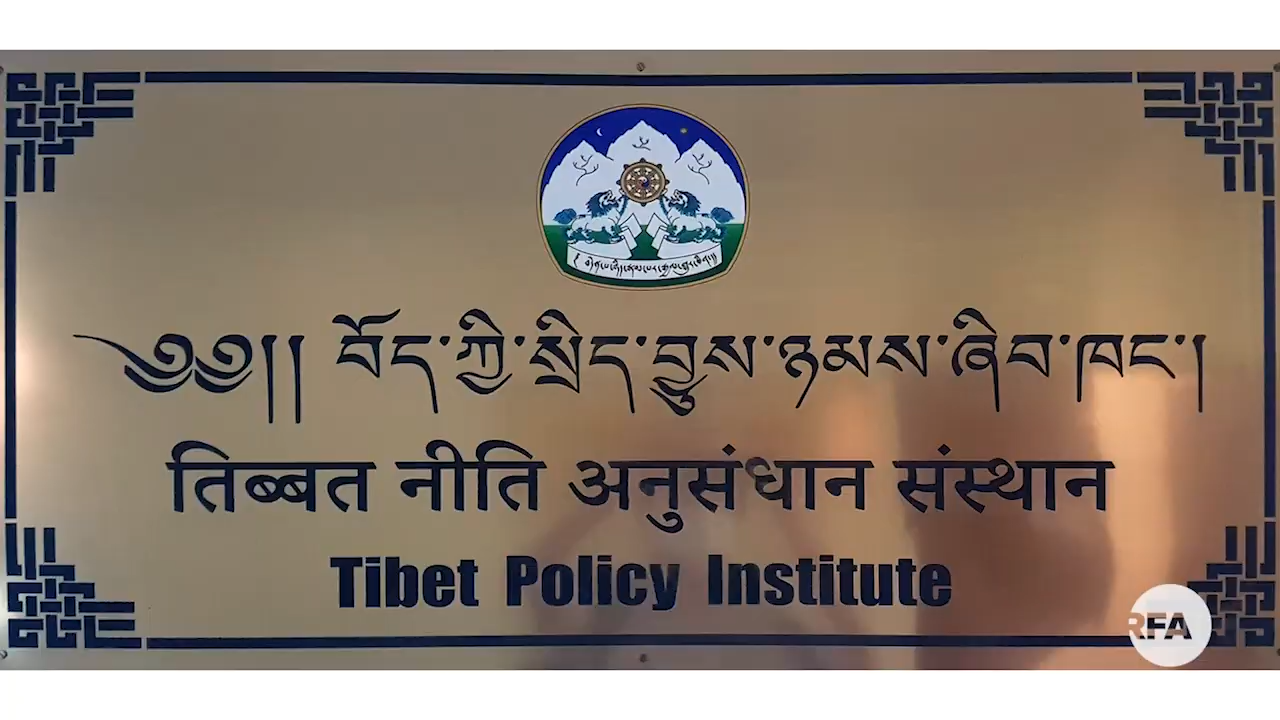 ༄༅།། བོད་ཀྱི་སྲིད་བྱུས་ཉམས་ཞིབ་ཁང་།
तिब्बत नीति अनुसंधान संस्थान
Tibet Policy Institute
RFA